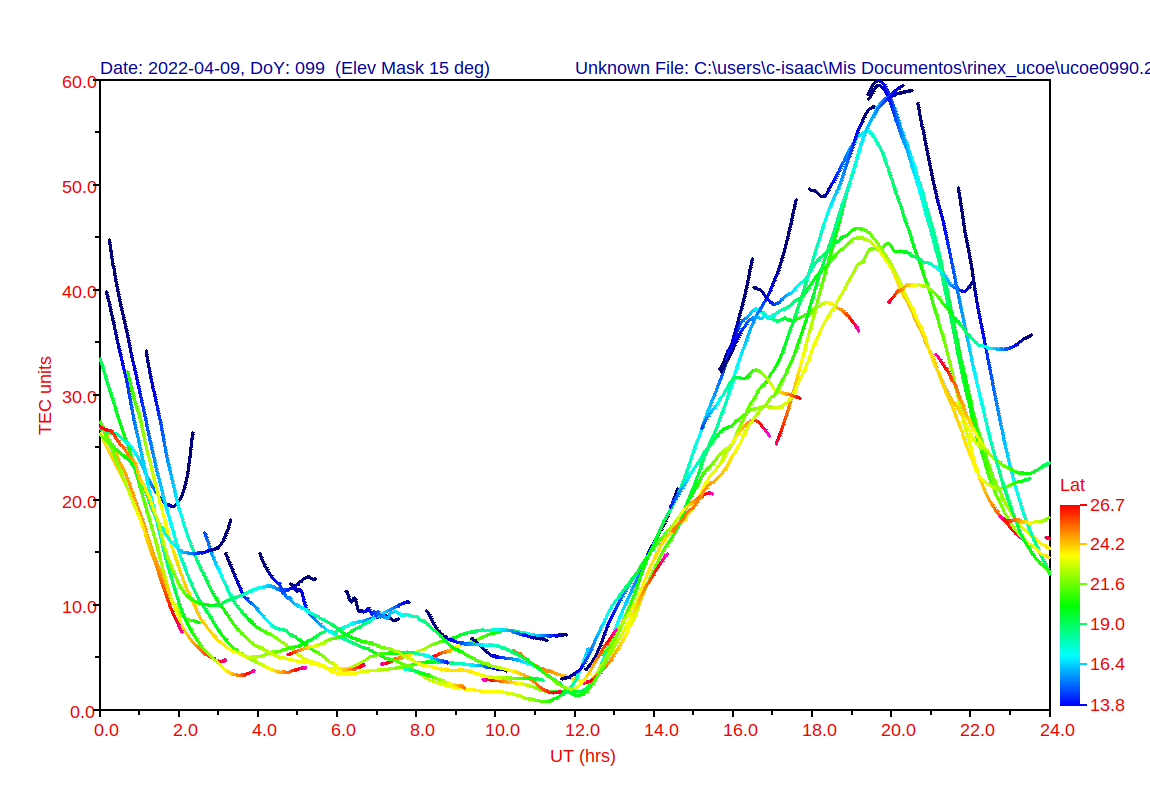 Date: 2022-04-09, DoY: 099  (Elev Mask 15 deg)
Unknown File: C:\users\c-isaac\Mis Documentos\rinex_ucoe\ucoe0990.2
60.0
50.0
40.0
30.0
20.0
10.0
0.0
TEC units
0.0 2.0 4.0 6.0 8.0 10.0 12.0 14.0 16.0 18.0 20.0 22.0 24.0
UT (hrs)
Lat
26.7
24.2
21.6
19.0
16.4
13.8